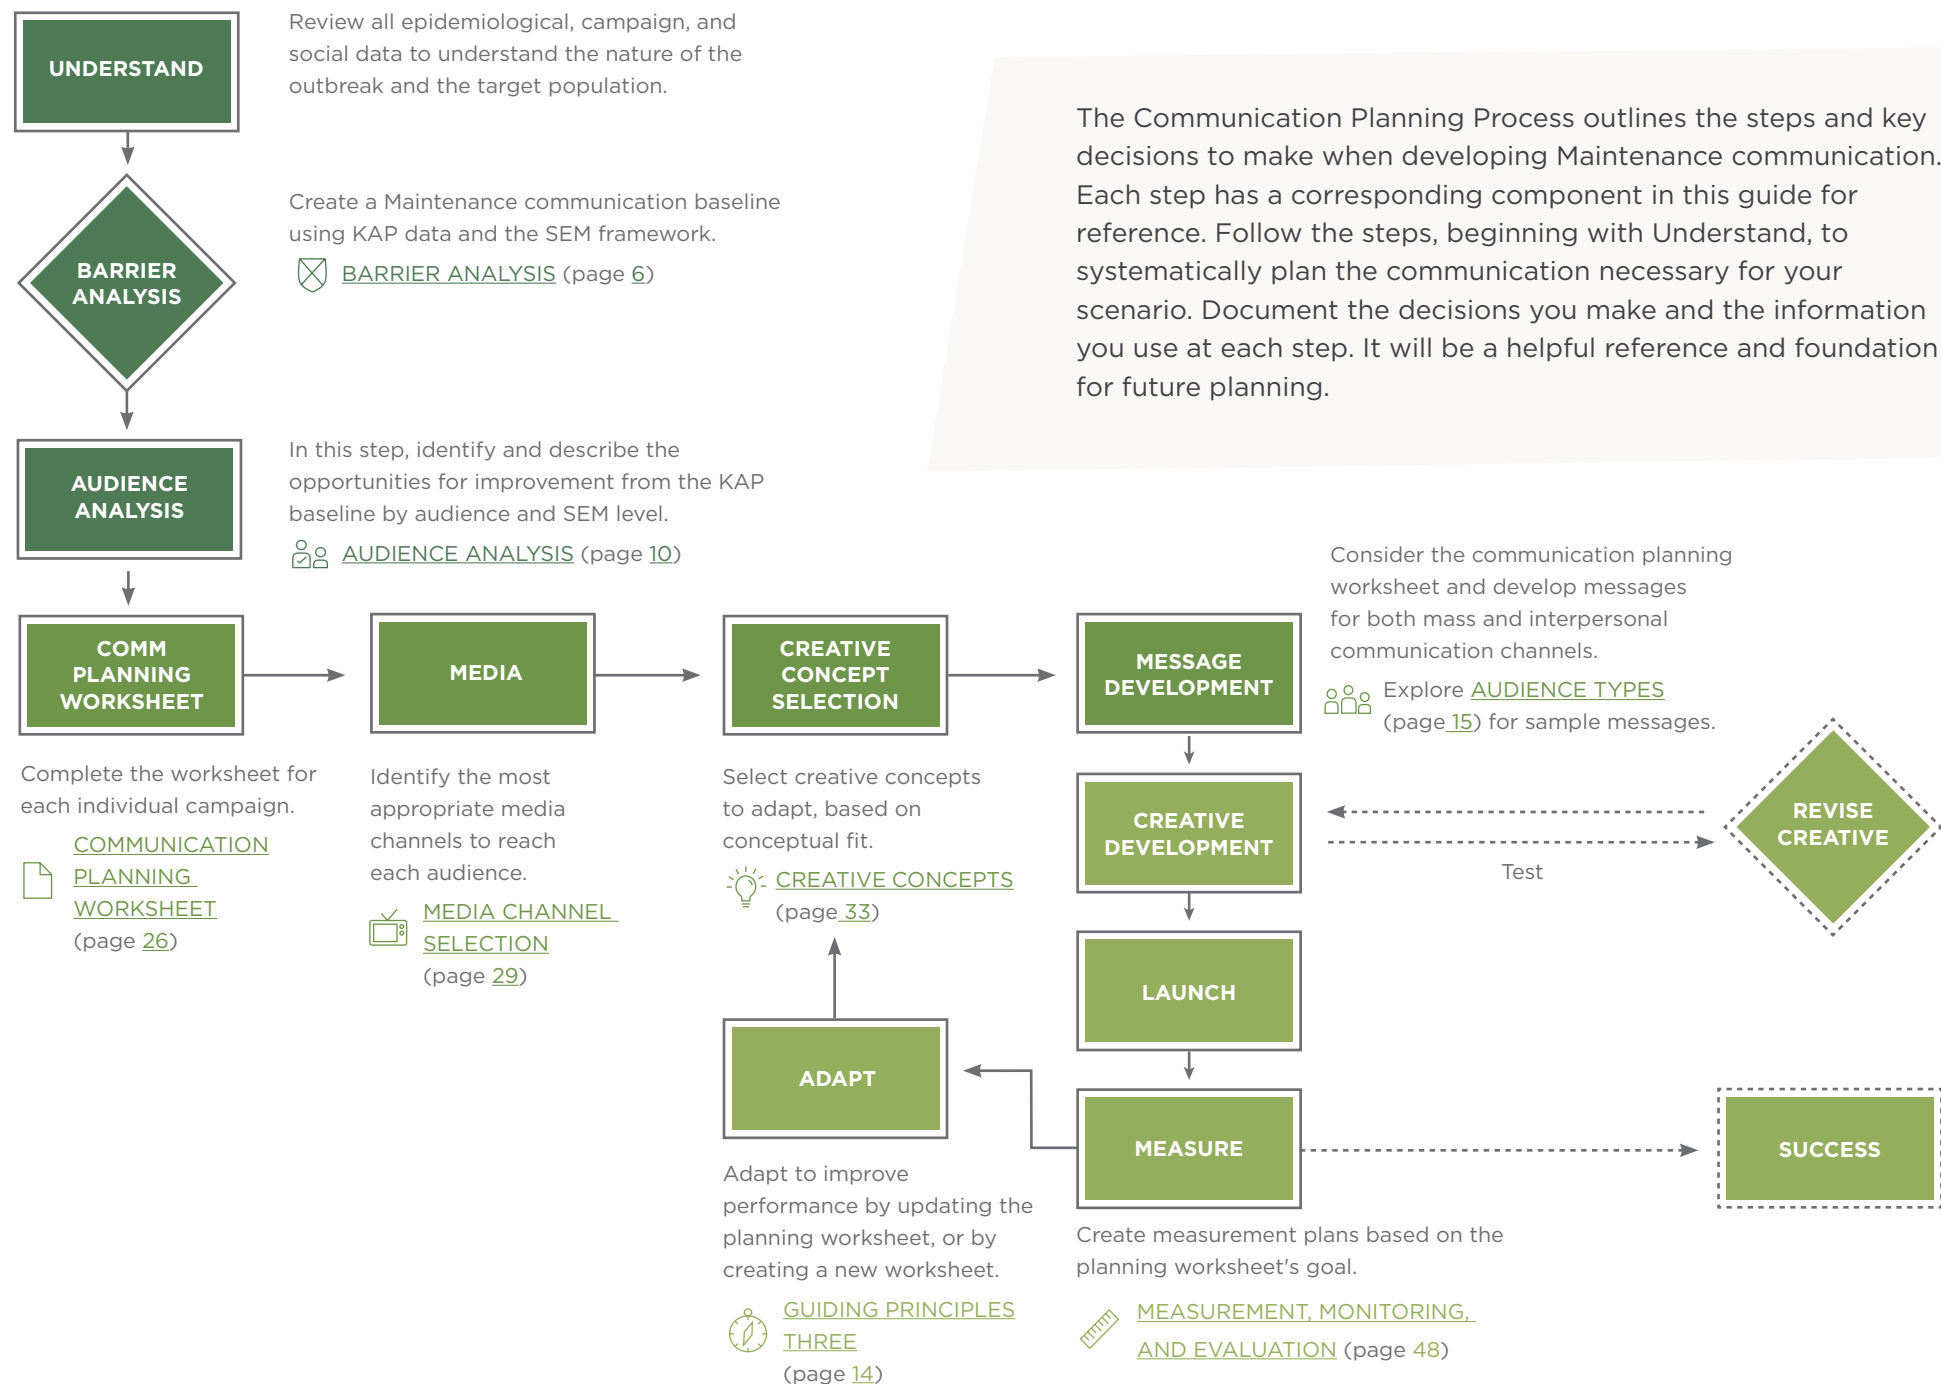 UNDERSTAND
Review all epidemiological, campaign, and
social data to understand the nature of the
outbreak and the target population.
The Communication Planning Process outlines the steps and key
decisions to make when developing Maintenance communication.
Each step has a corresponding component in this guide for
reference. Follow the steps, beginning with Understand, to
systematically plan the communication necessary for your
scenario. Document the decisions you make and the information
you use at each step. It will be a helpful reference and foundation
for future planning.
BARRIER
ANALYSIS
Create a Maintenance communication baseline
using KAP data and the SEM framework.
BARRIER ANALYSIS (page 6)
AUDIENCE
ANALYSIS
In this step, identify and describe the
opportunities for improvement from the KAP
baseline by audience and SEM level.
AUDIENCE ANALYSIS (page 10)
COMM
PLANNING
WORKSHEET
Complete the worksheet for
each individual campaign.
COMMUNICATION
PLANNING
WORKSHEET
(page 26)
MEDIA
Identify the most
appropriate media
channels to reach
each audience.
MEDIA CHANNEL
SELECTION
(page 29)
CREATIVE
CONCEPT
SELECTION
Select creative concepts
to adapt, based on
conceptual fit.
CREATIVE CONCEPTS
(page 33)
MESSAGE
DEVELOPMENT
Consider the communication planning
worksheet and develop messages
for both mass and interpersonal
communication channels.
Explore AUDIENCE TYPES
(page 15) for sample messages.
CREATIVE
DEVELOPMENT
Test
REVISE
CREATIVE
LAUNCH
ADAPT
Adapt to improve
performance by updating the
planning worksheet, or by
creating a new worksheet.
GUIDING PRINCIPLES
THREE
(page 14)
MEASURE
Create measurement plans based on the
planning worksheet's goal.
MEASUREMENT, MONITORING,
AND EVALUATION (page 48)
SUCCESS